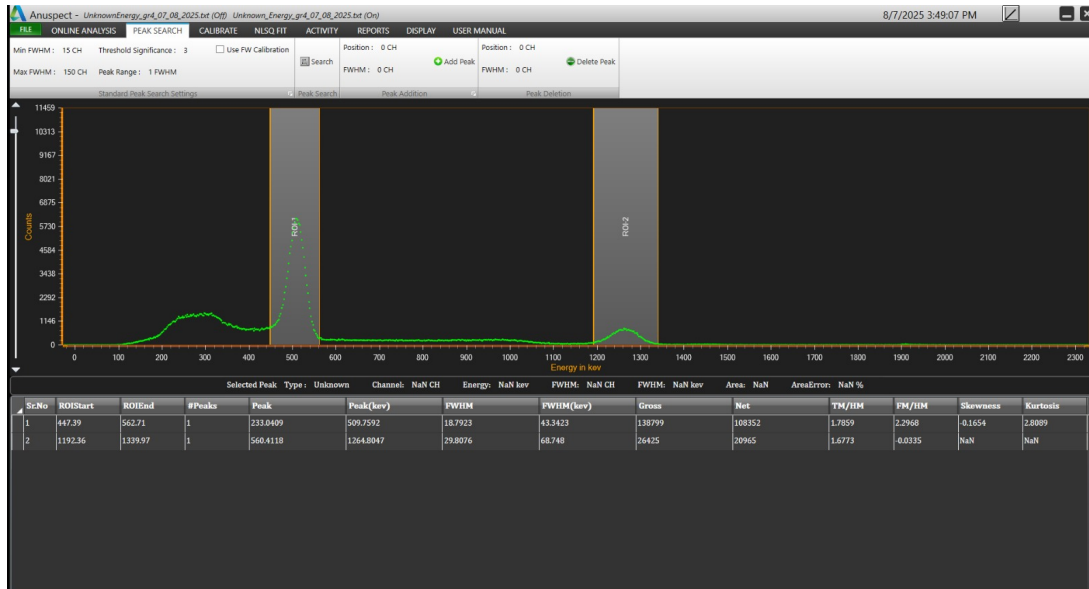 Anuspect - UnknownEnergy_gr4_07_08_2025.txt (Off) Unknown_Energy_gr4_07_08_2025.txt (On) 8/7/2025 3:49:07 PM
FILE ONLINE ANALYSIS PEAK SEARCH CALIBRATE NLSQ FIT ACTIVITY REPORTS DISPLAY USER MANUAL
Min FWHM : 15 CH Threshold Significance : 3 Use FW Calibration Search Position : 0 CH Add Peak Position : 0 CH Delete Peak
Max FWHM : 150 CH Peak Range : 1 FWHM FWHM : 0 CH FWHM : 0 CH
Standard Peak Search Settings Peak Search Peak Addition Peak Deletion
11459
10313
9167
8021
6875
5730
4584
3438
2292
1146
0
Counts
ROI-1
ROI-2
0 100 200 300 400 500 600 700 800 900 1000 1100 1200 1300 1400 1500 1600 1700 1800 1900 2000 2100 2200 2300
Energy in kev
Selected Peak Type : Unknown Channel: NaN CH Energy: NaN kev FWHM: NaN CH FWHM: NaN kev Area: NaN AreaError: NaN %
Sr.No ROIStart ROIEnd #Peaks Peak Peak(kev) FWHM FWHM(kev) Gross Net TM/HM FM/HM Skewness Kurtosis
1 447.39 562.71 1 233.0409 509.7592 18.7923 43.3423 138799 108352 1.7859 2.2968 -0.1654 2.8089
2 1192.36 1339.97 1 560.4118 1264.8047 29.8076 68.748 26425 20965 1.6773 -0.0335 NaN NaN